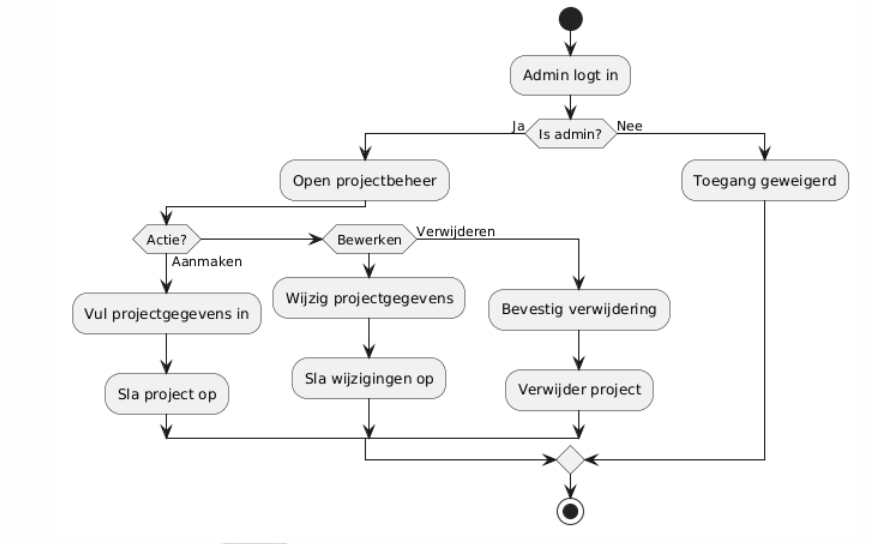 Admin logt in
Ja
Is admin?
Nee
Open projectbeheer
Toegang geweigerd
Actie?
Bewerken
Verwijderen
Aanmaken
Vul projectgegevens in
Wijzig projectgegevens
Bevestig verwijdering
Sla project op
Sla wijzigingen op
Verwijder project